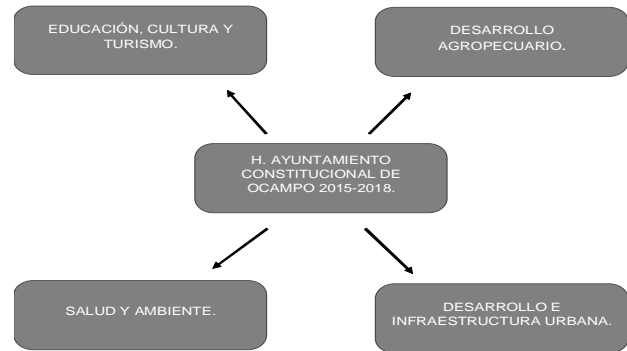 EDUCACIÓN, CULTURA Y
TURISMO.
DESARROLLO
AGROPECUARIO.
H. AYUNTAMIENTO
CONSTITUCIONAL DE
OCAMPO 2015-2018.
SALUD Y AMBIENTE.
DESARROLLO E
INFRAESTRUCTURA URBANA.